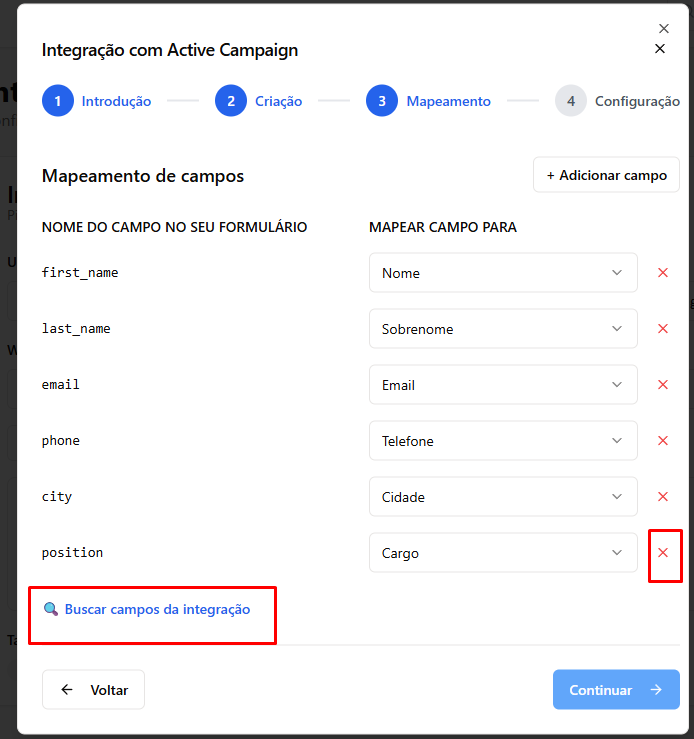 Integração com Active Campaign
1 Introdução 2 Criação 3 Mapeamento 4 Configuração
Mapeamento de campos + Adicionar campo
NOME DO CAMPO NO SEU FORMULÁRIO MAPEAR CAMPO PARA
first_name Nome
last_name Sobrenome
email Email
phone Telefone
city Cidade
position Cargo
Buscar campos da integração
Voltar Continuar